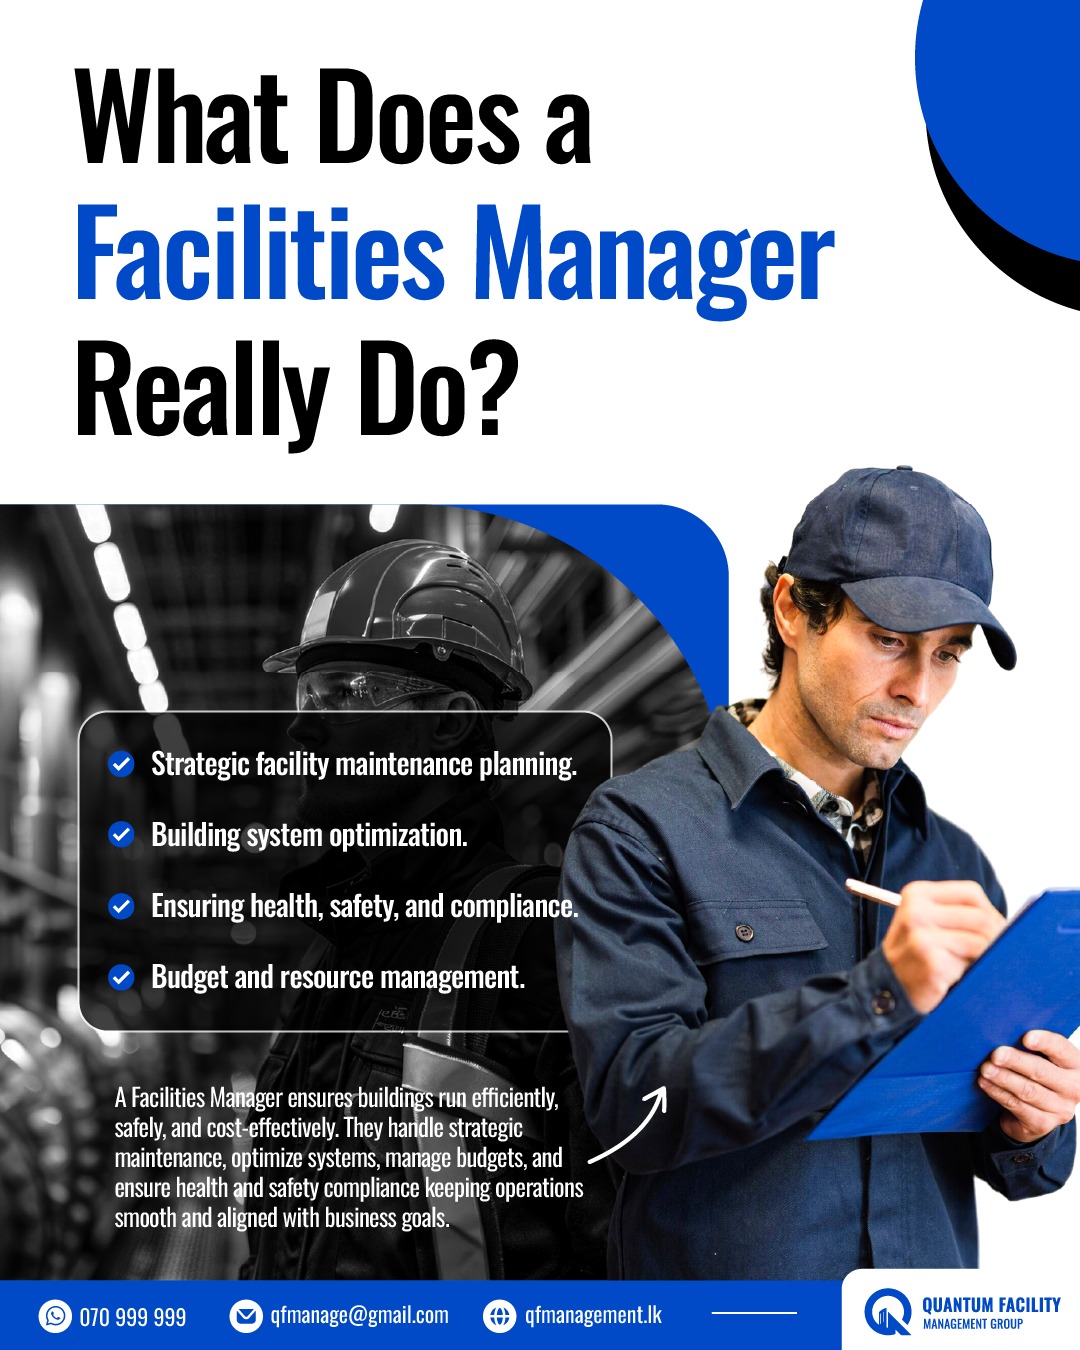 What Does a
Facilities Manager
Really Do?
Strategic facility maintenance planning.
Building system optimization.
Ensuring health, safety, and compliance.
Budget and resource management.
A Facilities Manager ensures buildings run efficiently,
safely, and cost-effectively. They handle strategic
maintenance, optimize systems, manage budgets, and
ensure health and safety compliance keeping operations
smooth and aligned with business goals.
070 999 999
qfmanage@gmail.com
qfmanagement.lk
QUANTUM FACILITY
MANAGEMENT GROUP